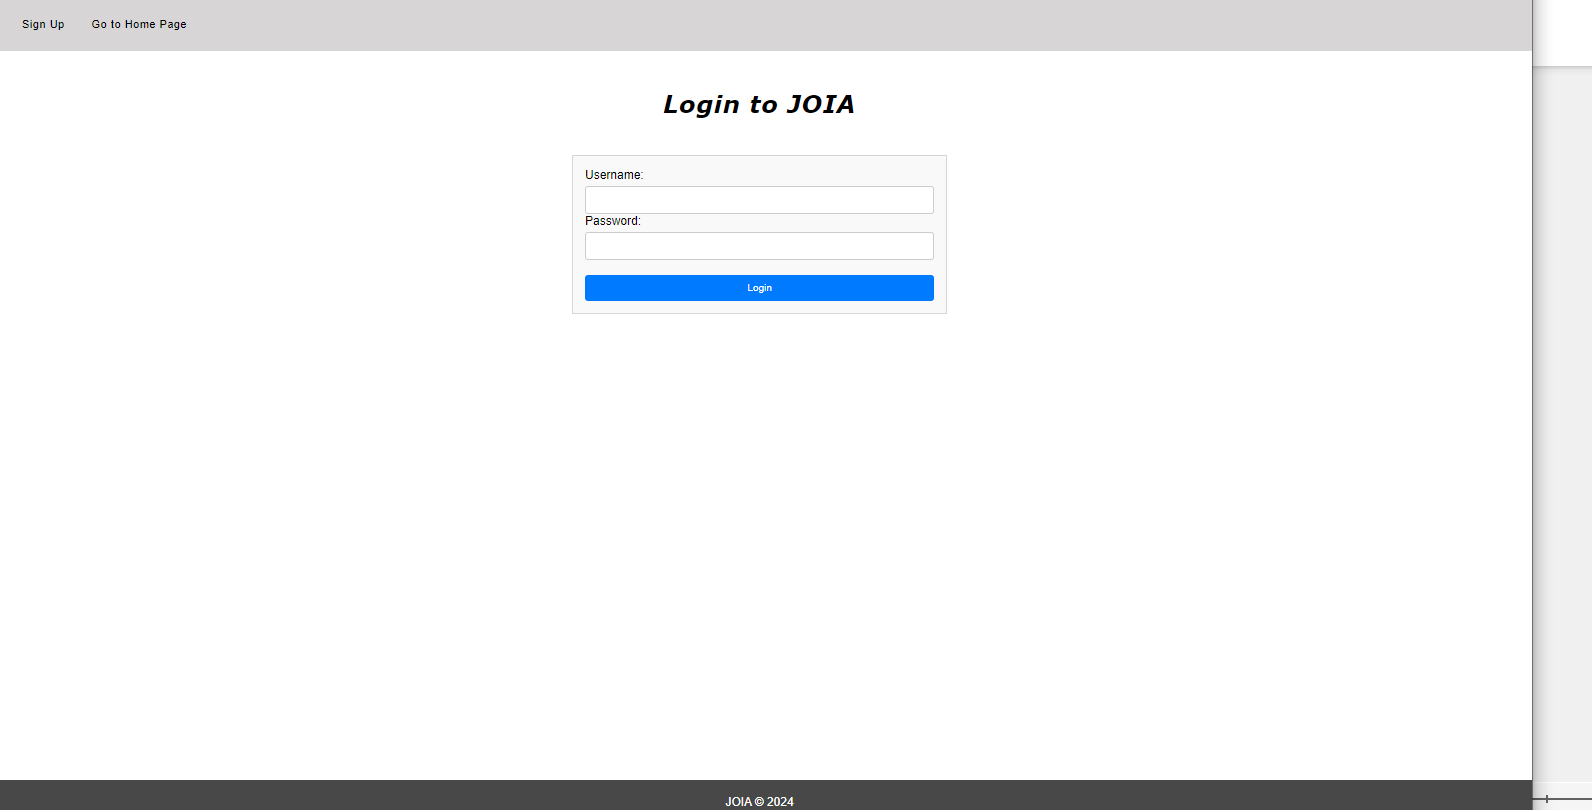 Sign Up Go to Home Page
Login to JOIA
Username:
Password:
Login
JOIA © 2024